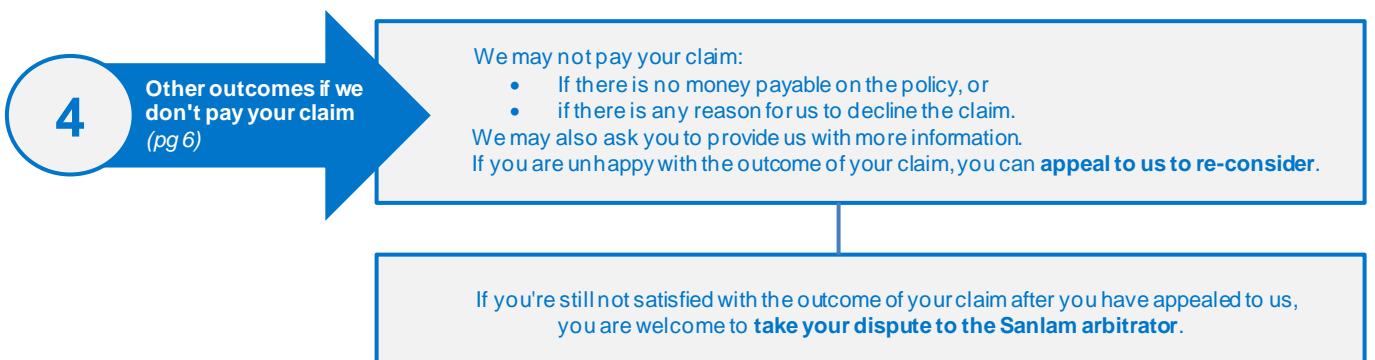 4
Other outcomes if we
don't pay your claim
(pg 6)
We may not pay your claim:
• If there is no money payable on the policy, or
• if there is any reason for us to decline the claim.
We may also ask you to provide us with more information.
If you are unhappy with the outcome of your claim, you can appeal to us to re-consider.
If you're still not satisfied with the outcome of your claim after you have appealed to us,
you are welcome to take your dispute to the Sanlam arbitrator.